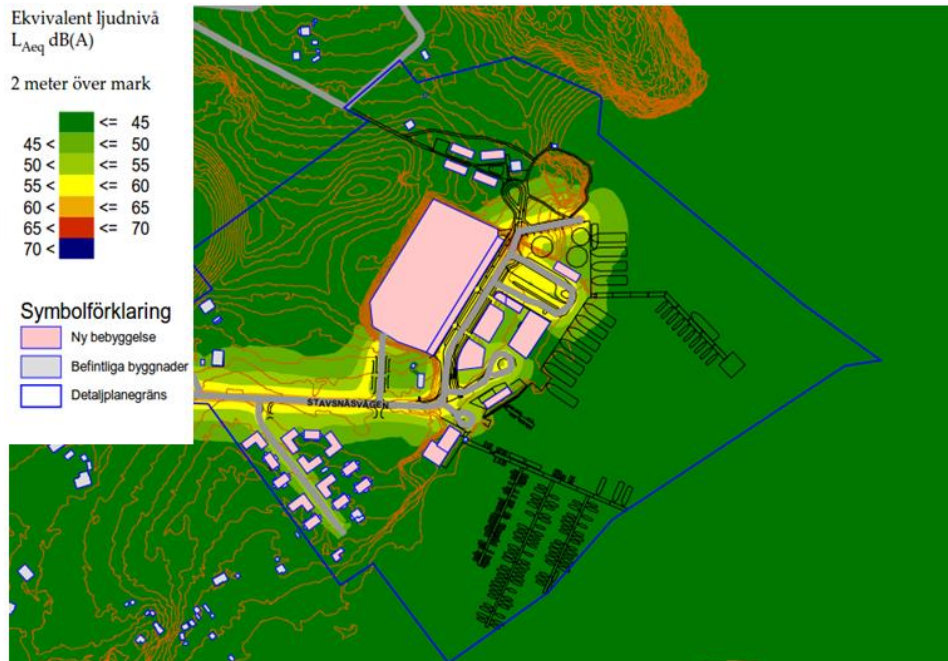 Ekvivalent ljudnivå
L_Aeq dB(A)
2 meter över mark
<= 45
45 < <= 50
50 < <= 55
55 < <= 60
60 < <= 65
65 < <= 70
70 <
Symbolförklaring
Ny bebyggelse
Befintliga byggnader
Detaljplanegräns
STAVSNÄSVÄGEN